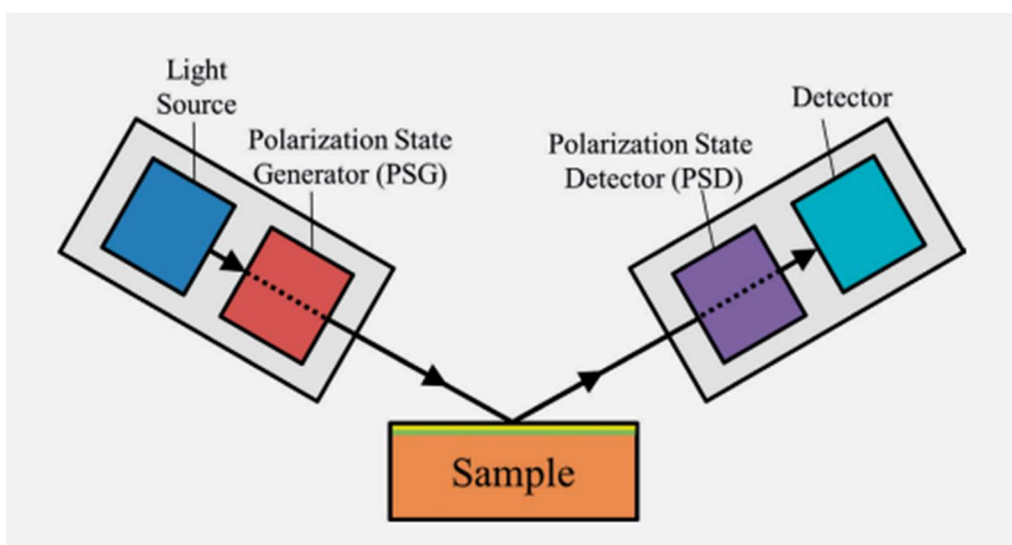 Light
Source
Polarization State
Generator (PSG)
Polarization State
Detector (PSD)
Detector
Sample